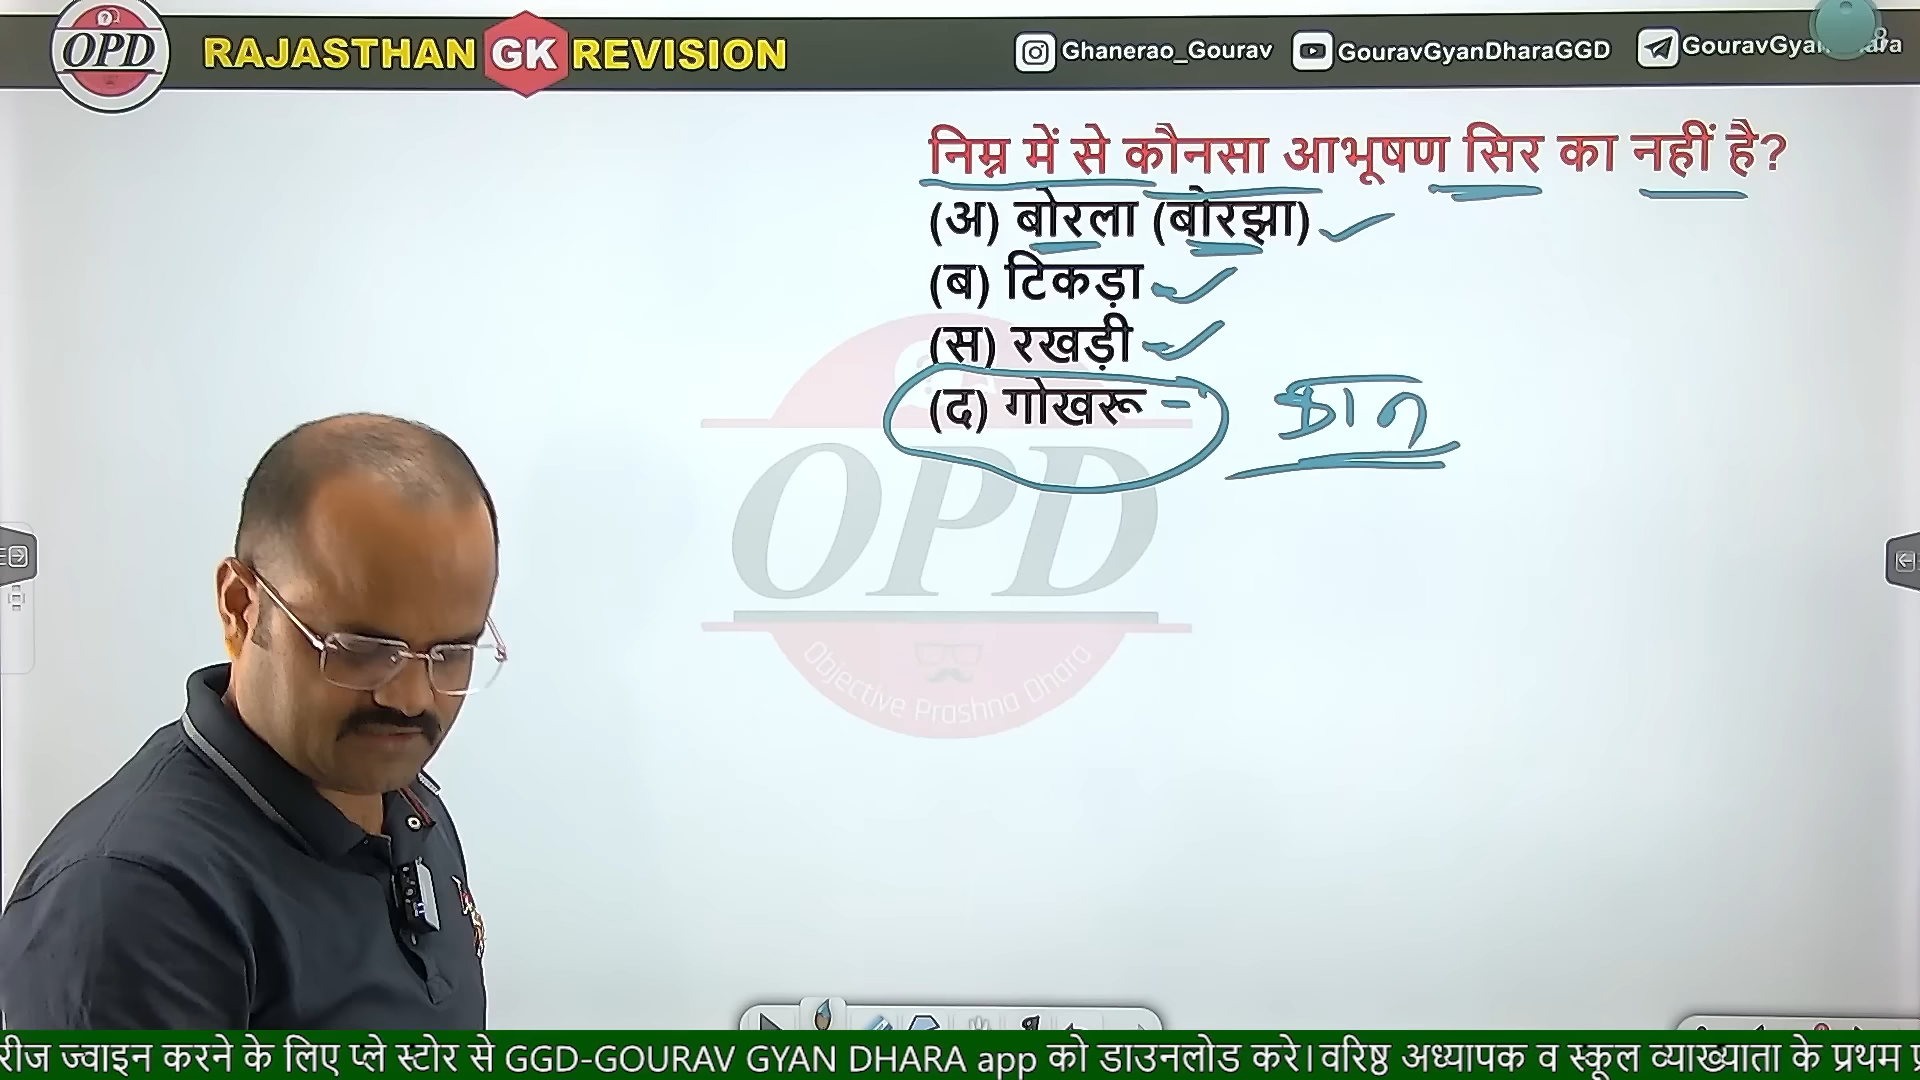 OPD
RAJASTHAN GK REVISION
Ghanerao_Gourav
GouravGyanDharaGGD
निम्न में से कौनसा आभूषण सिर का नहीं है?
(अ) बोरला (बोरझा)
(ब) टिकड़ा
(स) रखड़ी
(द) गोखरू
कान
OPD
Objective Prashna Dhara
रीज ज्वाइन करने के लिए प्ले स्टोर से GGD-GOURAV GYAN DHARA app को डाउनलोड करे। वरिष्ठ अध्यापक व स्कूल व्याख्याता के प्रथम